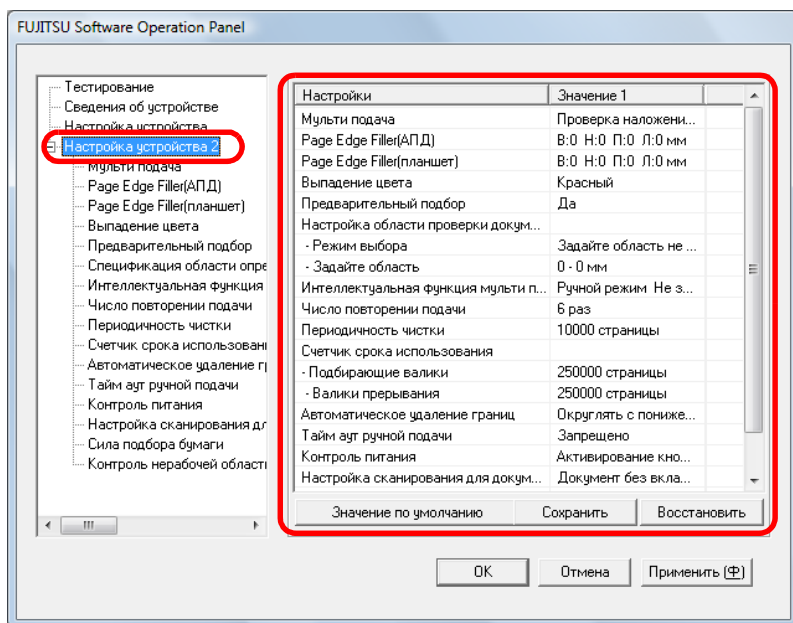 FUJITSU Software Operation Panel
Тестирование
Сведения об устройстве
Настройка устройства
Настройка устройства 2
Мульти подача
Page Edge Filler(АПД)
Page Edge Filler(планшет)
Выпадение цвета
Предварительный подбор
Спецификация области опре
Интеллектуальная функция
Число повторении подачи
Периодичность чистки
Счетчик срока использован
Автоматическое удаление г
Тайм аут ручной подачи
Контроль питания
Настройка сканирования дл
Сила подбора бумаги
Контроль нерабочей област
Настройки Значение 1
Мульти подача Проверка наложени...
Page Edge Filler(АПД) В:0 Н:0 П:0 Л:0 мм
Page Edge Filler(планшет) В:0 Н:0 П:0 Л:0 мм
Выпадение цвета Красный
Предварительный подбор Да
Настройка области проверки докум...
- Режим выбора Задайте область не ...
- Задайте область 0 - 0 мм
Интеллектуальная функция мульти п... Ручной режим Не з...
Число повторении подачи 6 раз
Периодичность чистки 10000 страницы
Счетчик срока использования
- Подбирающие валики 250000 страницы
- Валики прерывания 250000 страницы
Автоматическое удаление границ Округлять с пониже...
Тайм аут ручной подачи Запрещено
Контроль питания Активирование кно...
Настройка сканирования для докум... Документ без вкла...
Значение по умолчанию Сохранить Восстановить
OK Отмена Применить (中)